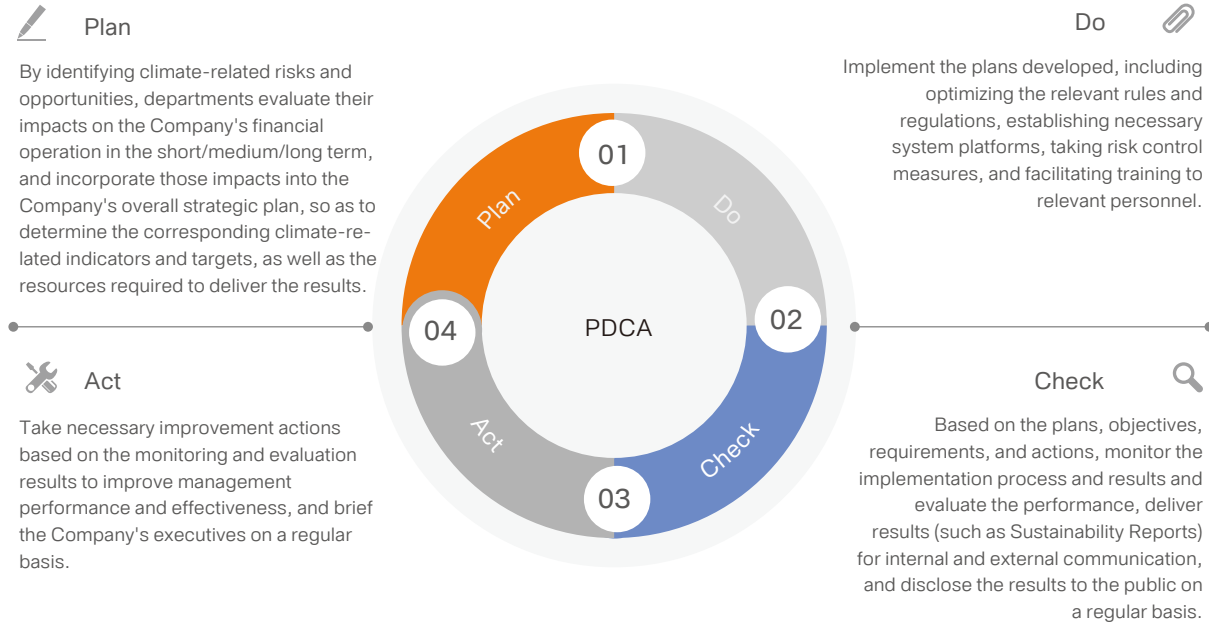 Plan
By identifying climate-related risks and
opportunities, departments evaluate their
impacts on the Company's financial
operation in the short/medium/long term,
and incorporate those impacts into the
Company's overall strategic plan, so as to
determine the corresponding climate-re-
lated indicators and targets, as well as the
resources required to deliver the results.
Do
Implement the plans developed, including
optimizing the relevant rules and
regulations, establishing necessary
system platforms, taking risk control
measures, and facilitating training to
relevant personnel.
01
Plan
Do
04
PDCA
02
Act
Check
03
Act
Take necessary improvement actions
based on the monitoring and evaluation
results to improve management
performance and effectiveness, and brief
the Company's executives on a regular
basis.
Check
Based on the plans, objectives,
requirements, and actions, monitor the
implementation process and results and
evaluate the performance, deliver
results (such as Sustainability Reports)
for internal and external communication,
and disclose the results to the public on
a regular basis.